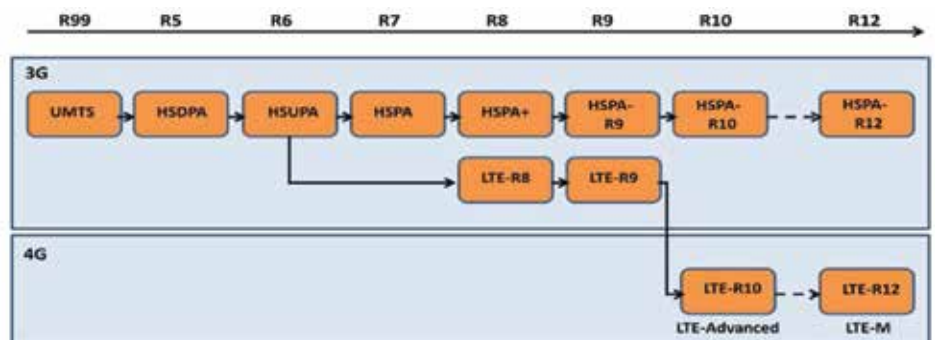 R99 R5 R6 R7 R8 R9 R10 R12
3G
UMTS HSDPA HSUPA HSPA HSPA+ HSPA-R9 HSPA-R10 HSPA-R12
LTE-R8 LTE-R9
4G
LTE-R10 LTE-R12
LTE-Advanced LTE-M